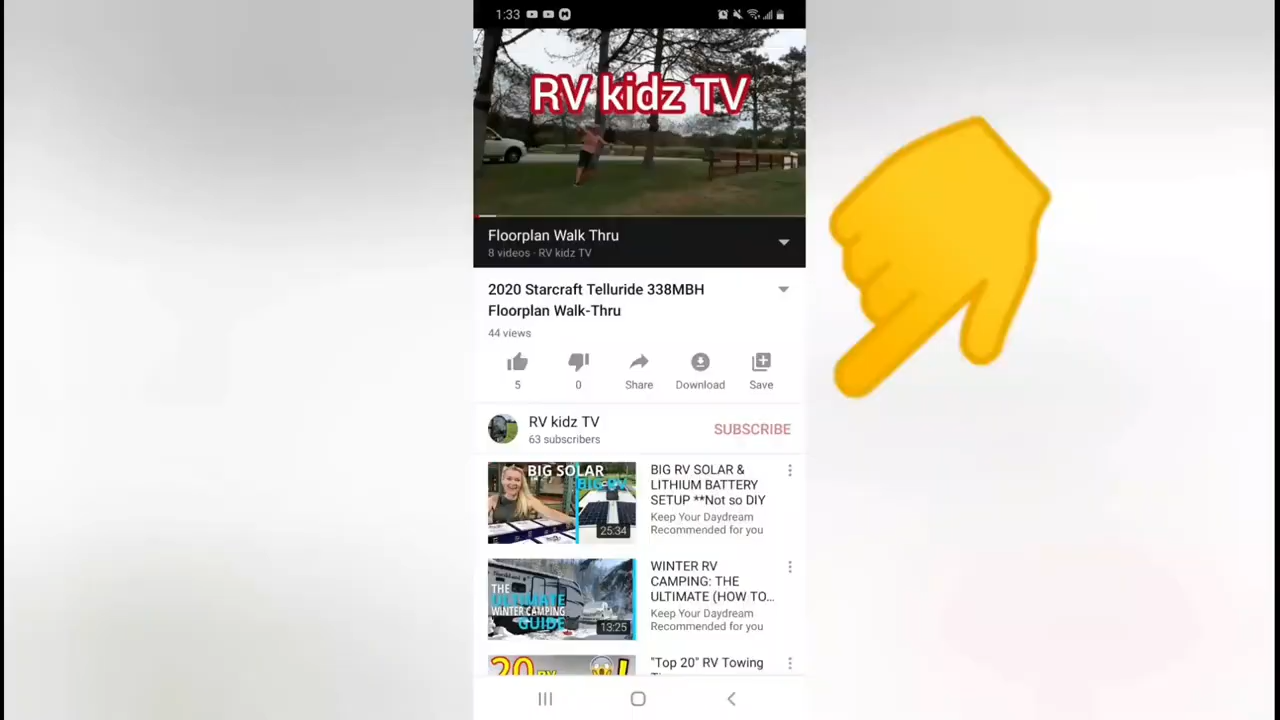 1:33
RV kidz TV
Floorplan Walk Thru
8 videos · RV kidz TV
2020 Starcraft Telluride 338MBH
Floorplan Walk-Thru
44 views
5
0
Share
Download
Save
RV kidz TV
63 subscribers
SUBSCRIBE
BIG SOLAR
BIG RV
25:34
BIG RV SOLAR &
LITHIUM BATTERY
SETUP **Not so DIY
Keep Your Daydream
Recommended for you
THE
ULTIMATE
WINTER CAMPING
GUIDE
13:25
WINTER RV
CAMPING: THE
ULTIMATE (HOW TO...
Keep Your Daydream
Recommended for you
20 RV
"Top 20" RV Towing